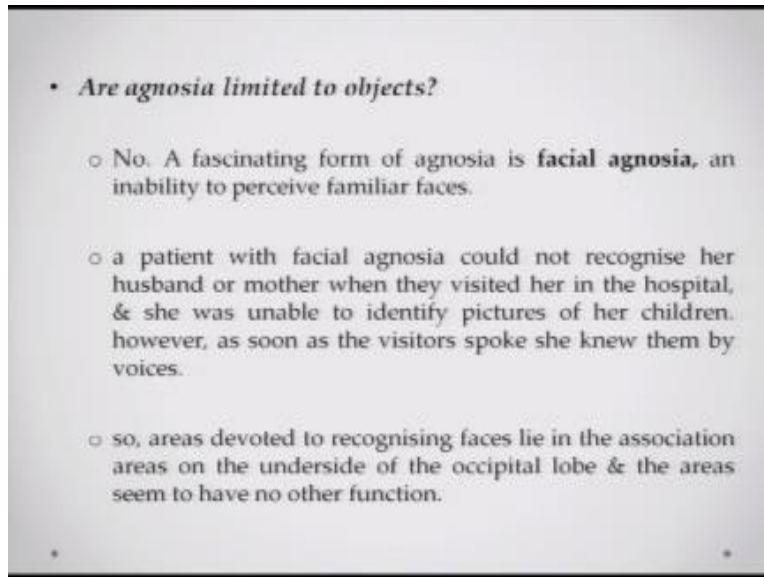 • Are agnosia limited to objects?
o No. A fascinating form of agnosia is facial agnosia, an
inability to perceive familiar faces.
o a patient with facial agnosia could not recognise her
husband or mother when they visited her in the hospital,
& she was unable to identify pictures of her children.
however, as soon as the visitors spoke she knew them by
voices.
o so, areas devoted to recognising faces lie in the association
areas on the underside of the occipital lobe & the areas
seem to have no other function.